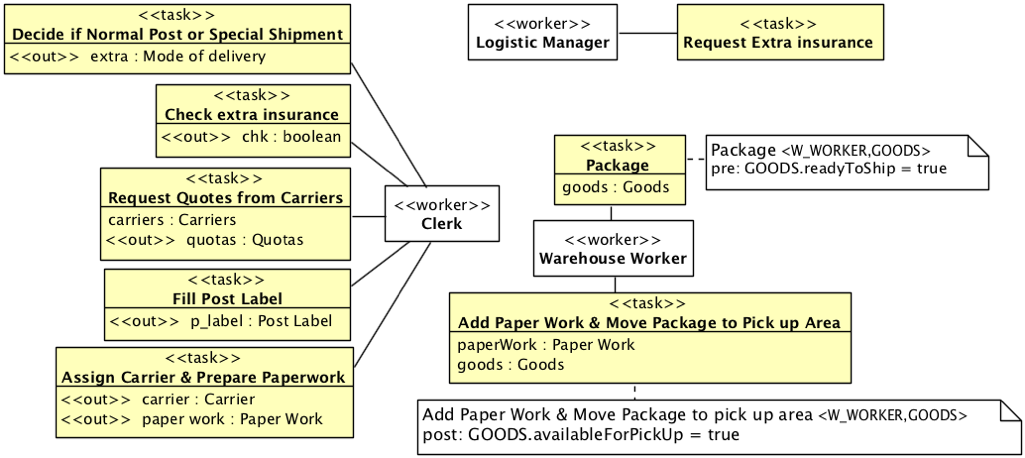 <<task>>
Decide if Normal Post or Special Shipment
<<out>> extra : Mode of delivery
<<worker>>
Logistic Manager
<<task>>
Request Extra insurance
<<task>>
Check extra insurance
<<out>> chk : boolean
<<task>>
Package
goods : Goods
Package <W_WORKER,GOODS>
pre: GOODS.readyToShip = true
<<task>>
Request Quotes from Carriers
carriers : Carriers
<<out>> quotas : Quotas
<<worker>>
Clerk
<<worker>>
Warehouse Worker
<<task>>
Fill Post Label
<<out>> p_label : Post Label
<<task>>
Add Paper Work & Move Package to Pick up Area
paperWork : Paper Work
goods : Goods
<<task>>
Assign Carrier & Prepare Paperwork
<<out>> carrier : Carrier
<<out>> paper work : Paper Work
Add Paper Work & Move Package to pick up area <W_WORKER,GOODS>
post: GOODS.availableForPickUp = true